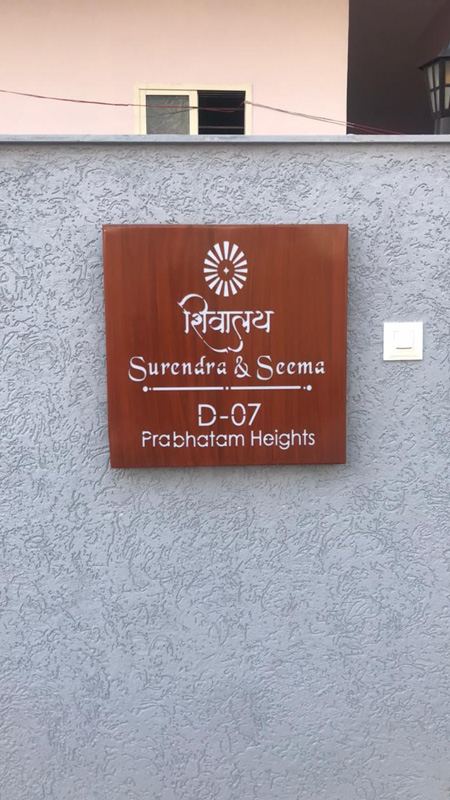 शिवालय
Surendra & Seema
D-07
Prabhatam Heights